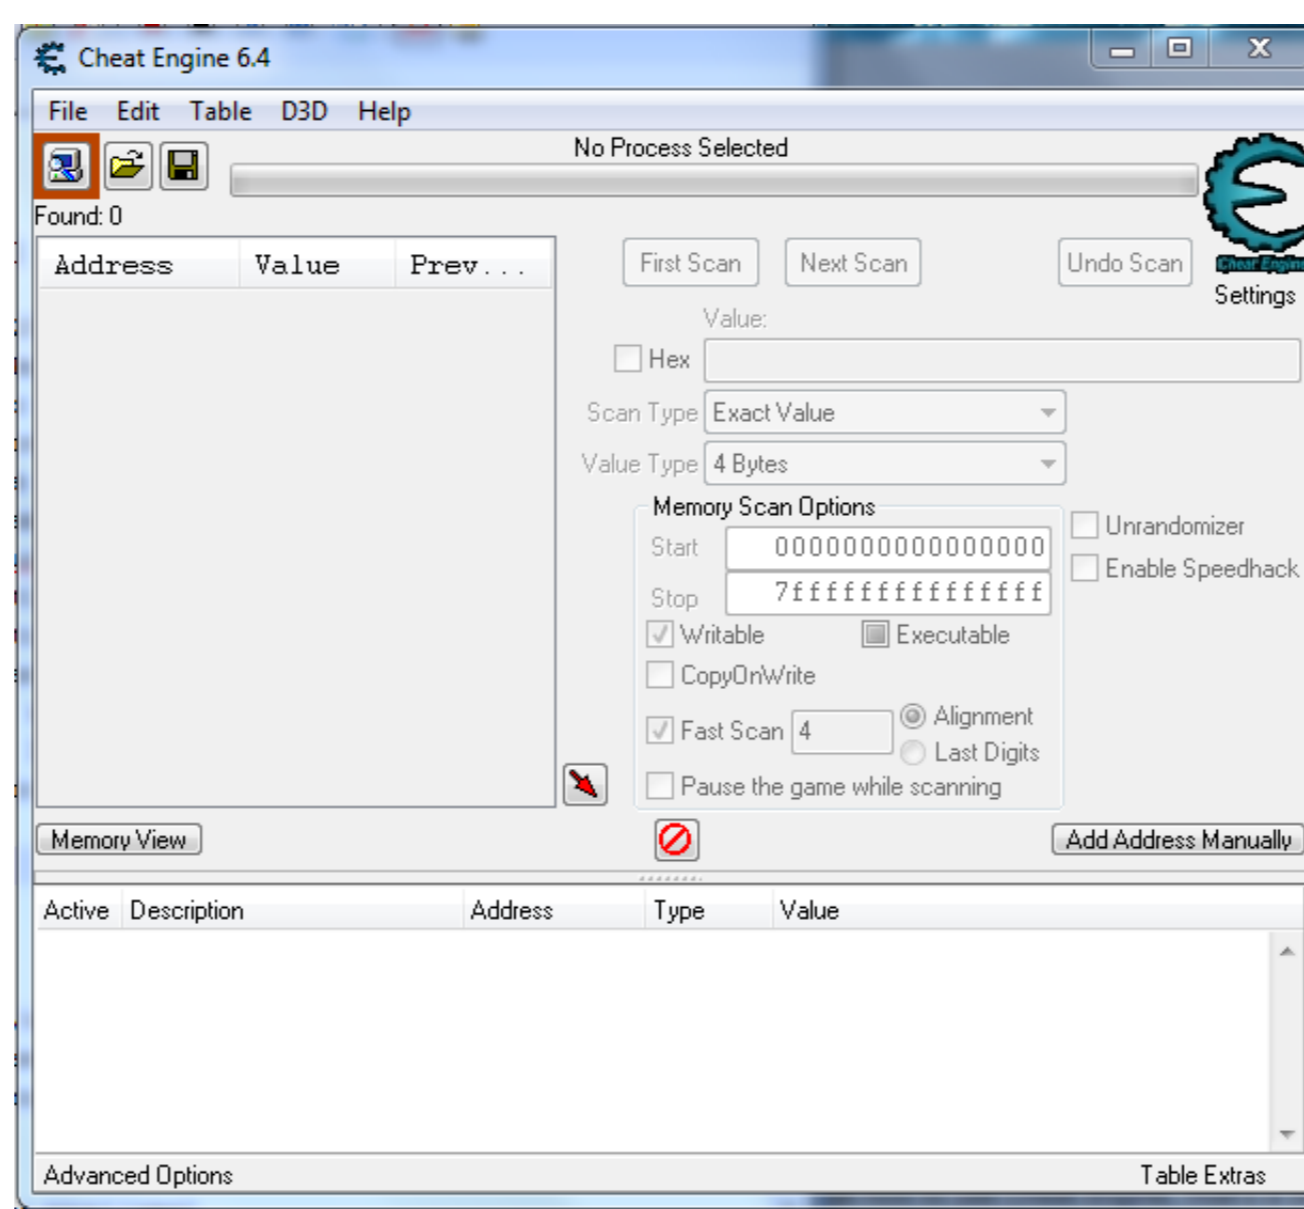 Cheat Engine 6.4
File Edit Table D3D Help
No Process Selected
Found: 0
Address Value Prev...
First Scan Next Scan Undo Scan
Cheat Engine
Settings
Value:
Hex
Scan Type Exact Value
Value Type 4 Bytes
Memory Scan Options
Start 0000000000000000
Stop 7fffffffffffffff
Unrandomizer
Enable Speedhack
Writable Executable
CopyOnWrite
Fast Scan 4 Alignment
Last Digits
Pause the game while scanning
Memory View Add Address Manually
Active Description Address Type Value
Advanced Options Table Extras